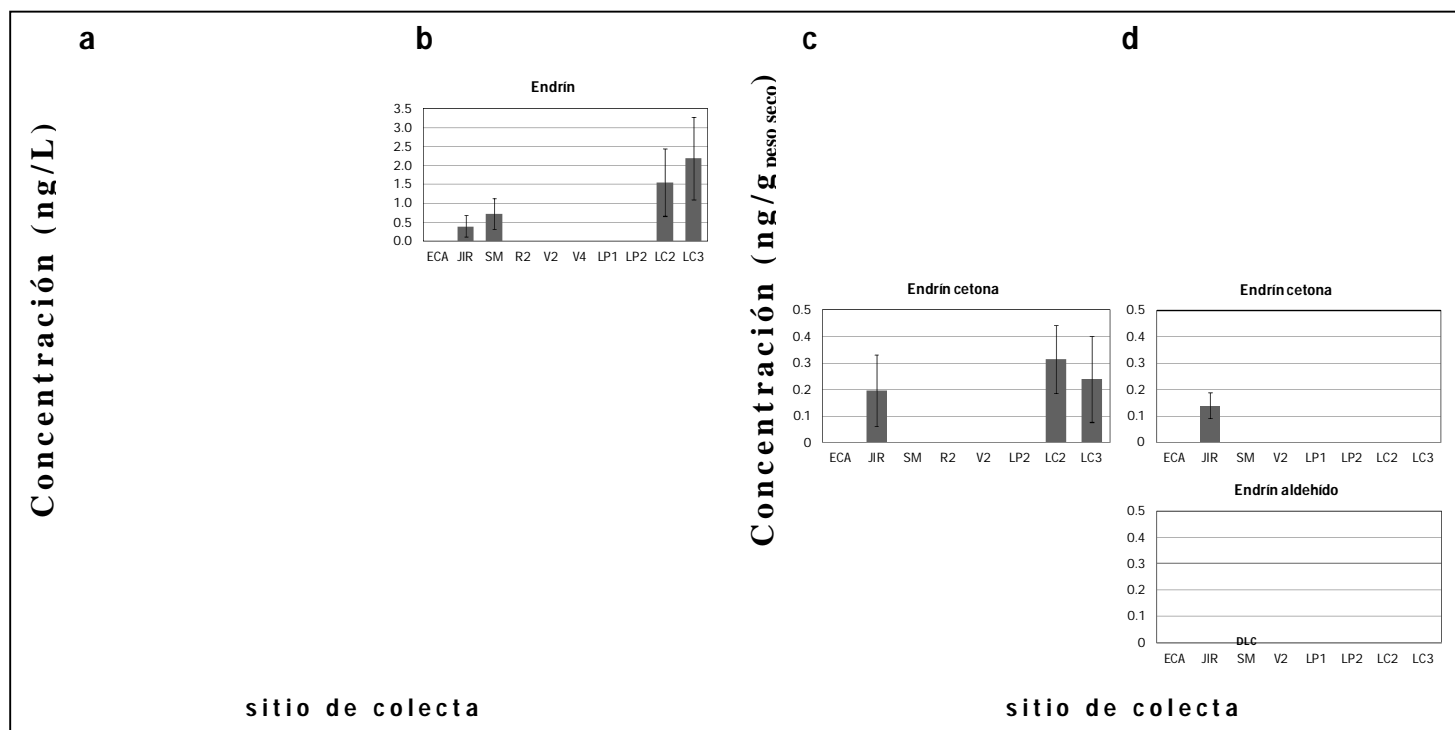 a b c d
Concentración (ng/L)
Endrín
3.5
3.0
2.5
2.0
1.5
1.0
0.5
0.0
ECA JIR SM R2 V2 V4 LP1 LP2 LC2 LC3
Concentración (ng/g peso seco)
Endrín cetona
0.5
0.4
0.3
0.2
0.1
0
ECA JIR SM R2 V2 LP2 LC2 LC3
Endrín cetona
0.5
0.4
0.3
0.2
0.1
0
ECA JIR SM V2 LP1 LP2 LC2 LC3
Endrín aldehído
0.5
0.4
0.3
0.2
0.1
0
DLC
ECA JIR SM V2 LP1 LP2 LC2 LC3
sitio de colecta
sitio de colecta